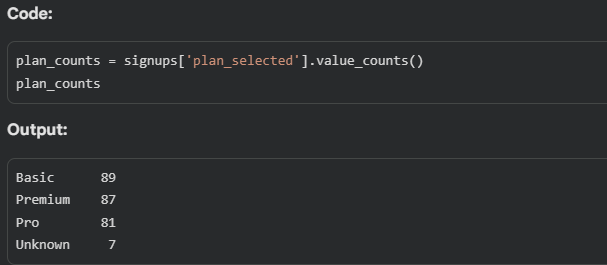 Code:
plan_counts = signups['plan_selected'].value_counts()
plan_counts
Output:
Basic      89
Premium    87
Pro        81
Unknown     7